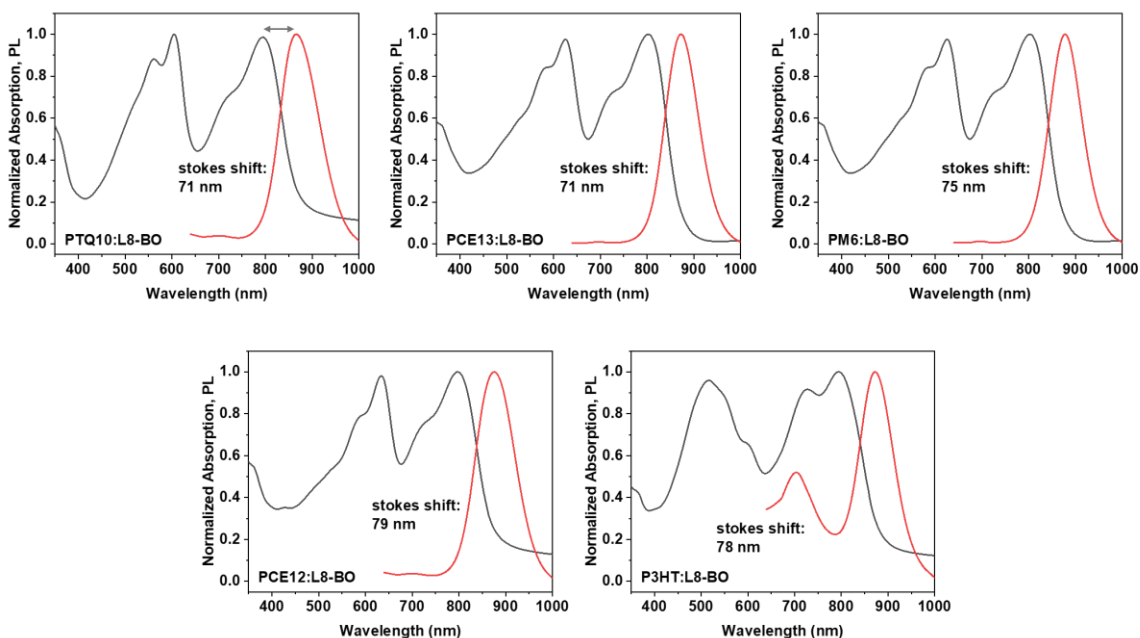 Normalized Absorption, PL
1.0
0.8
0.6
0.4
0.2
0.0
stokes shift:
71 nm
PTQ10:L8-BO
400 500 600 700 800 900 1000
Wavelength (nm)
Normalized Absorption, PL
1.0
0.8
0.6
0.4
0.2
0.0
stokes shift:
71 nm
PCE13:L8-BO
400 500 600 700 800 900 1000
Wavelength (nm)
Normalized Absorption, PL
1.0
0.8
0.6
0.4
0.2
0.0
stokes shift:
75 nm
PM6:L8-BO
400 500 600 700 800 900 1000
Wavelength (nm)
Normalized Absorption, PL
1.0
0.8
0.6
0.4
0.2
0.0
stokes shift:
79 nm
PCE12:L8-BO
400 500 600 700 800 900 1000
Wavelength (nm)
Normalized Absorption, PL
1.0
0.8
0.6
0.4
0.2
0.0
stokes shift:
78 nm
P3HT:L8-BO
400 500 600 700 800 900 1000
Wavelength (nm)